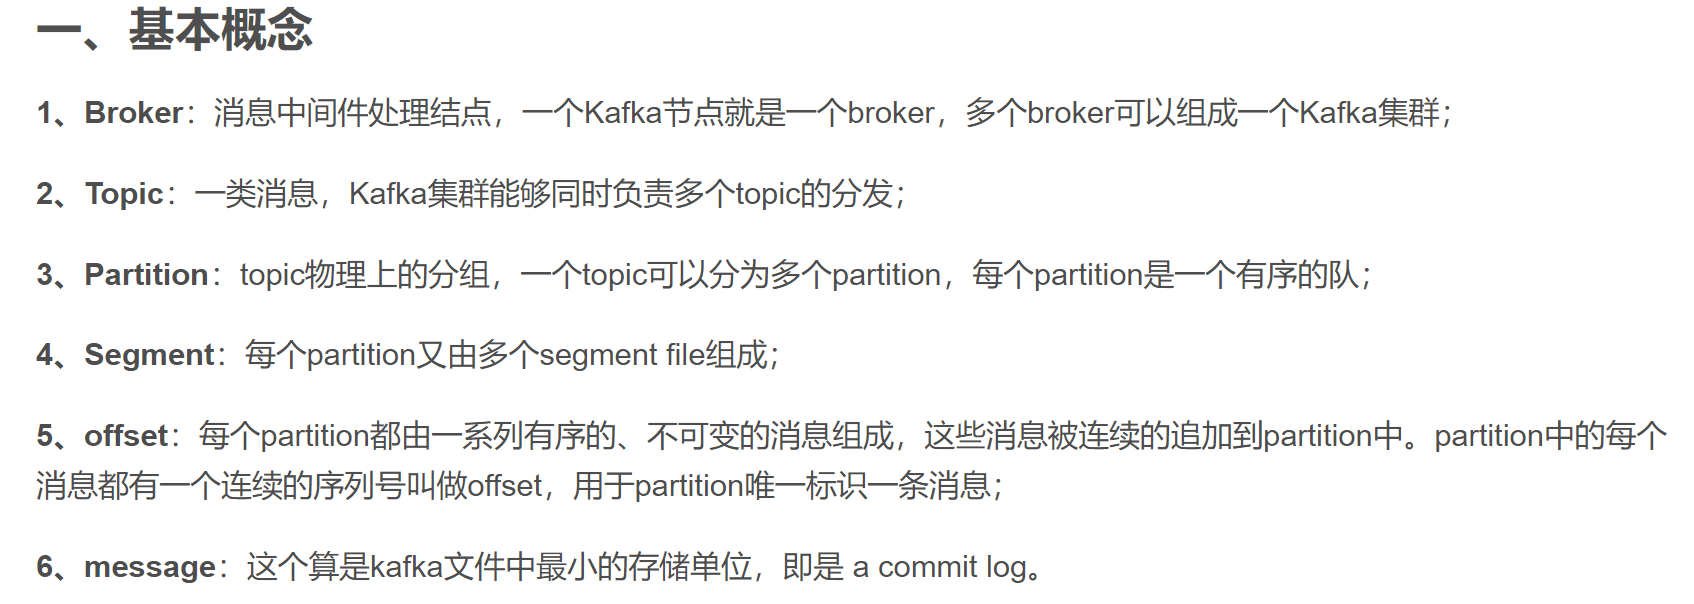 一、基本概念
1、Broker：消息中间件处理结点，一个Kafka节点就是一个broker，多个broker可以组成一个Kafka集群；
2、Topic：一类消息，Kafka集群能够同时负责多个topic的分发；
3、Partition：topic物理上的分组，一个topic可以分为多个partition，每个partition是一个有序的队；
4、Segment：每个partition又由多个segment file组成；
5、offset：每个partition都由一系列有序的、不可变的消息组成，这些消息被连续的追加到partition中。partition中的每个
消息都有一个连续的序列号叫做offset，用于partition唯一标识一条消息；
6、message：这个算是kafka文件中最小的存储单位，即是 a commit log。